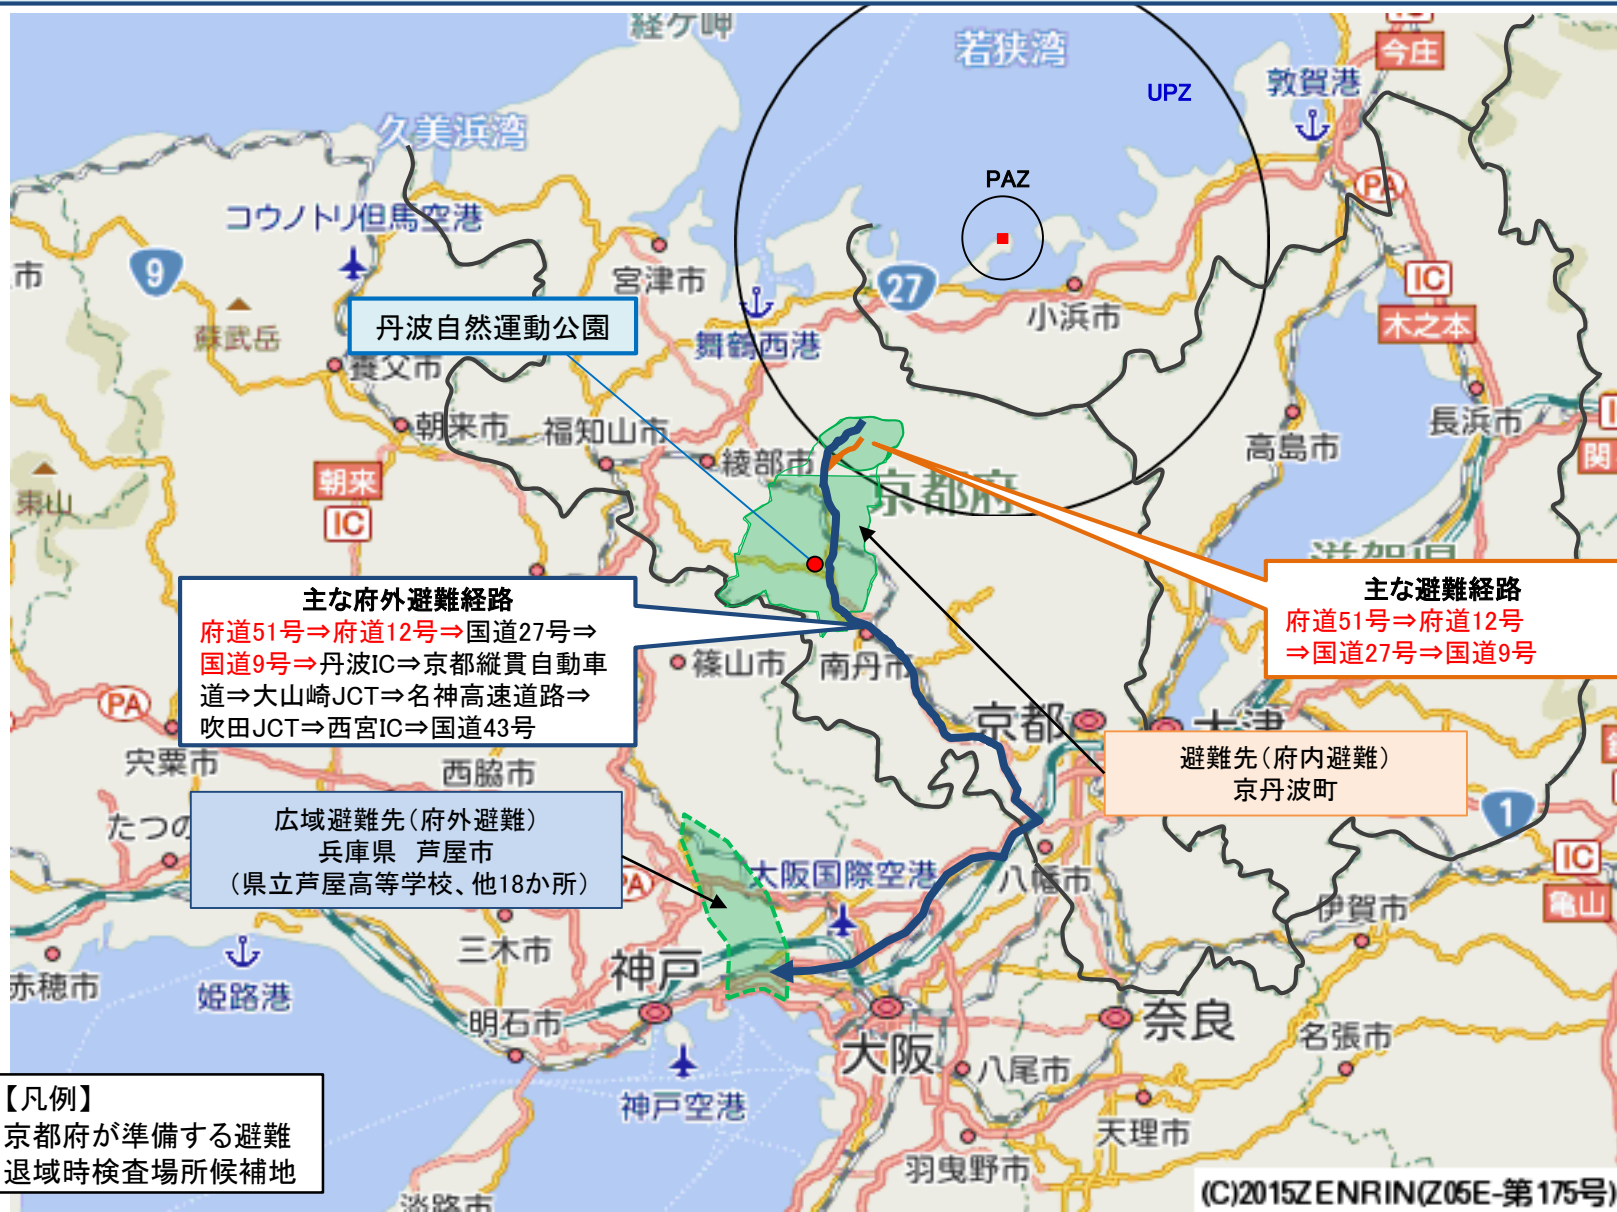 経ケ岬
若狭湾
今庄
IC
敦賀港
UPZ
久美浜湾
PAZ
PA
コウノトリ但馬空港
市
9
宮津市
27
IC
小浜市
木之本
蘇武岳
丹波自然運動公園
舞鶴西港
養父市
朝来市
福知山市
長浜市
高島市
綾部市
関
東山
朝来
IC
京都府
滋賀県
主な府外避難経路
府道51号⇒府道12号⇒国道27号⇒
国道9号⇒丹波IC⇒京都縦貫自動車
道⇒大山崎JCT⇒名神高速道路⇒
吹田JCT⇒西宮IC⇒国道43号
主な避難経路
府道51号⇒府道12号
⇒国道27号⇒国道9号
篠山市
南丹市
PA
京都
大津
宍粟市
西脇市
避難先(府内避難)
京丹波町
1
たつの
広域避難先(府外避難)
兵庫県 芦屋市
(県立芦屋高等学校、他18か所)
PA
大阪国際空港
八幡市
IC
亀山
伊賀市
三木市
神戸
赤穂市
姫路港
明石市
奈良
名張市
大阪
八尾市
神戸空港
天理市
羽曳野市
淡路市
【凡例】
京都府が準備する避難
退域時検査場所候補地
(C)2015ZENRIN(Z05E-第175号)